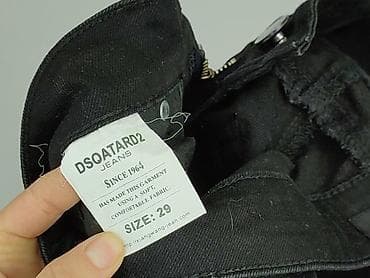 DSOATARD2
JEANS
SINCE 1964
HAS MADE THIS GARMENT
USING A SOFT,
COMFORTABLE FABRIC.
SIZE: 29